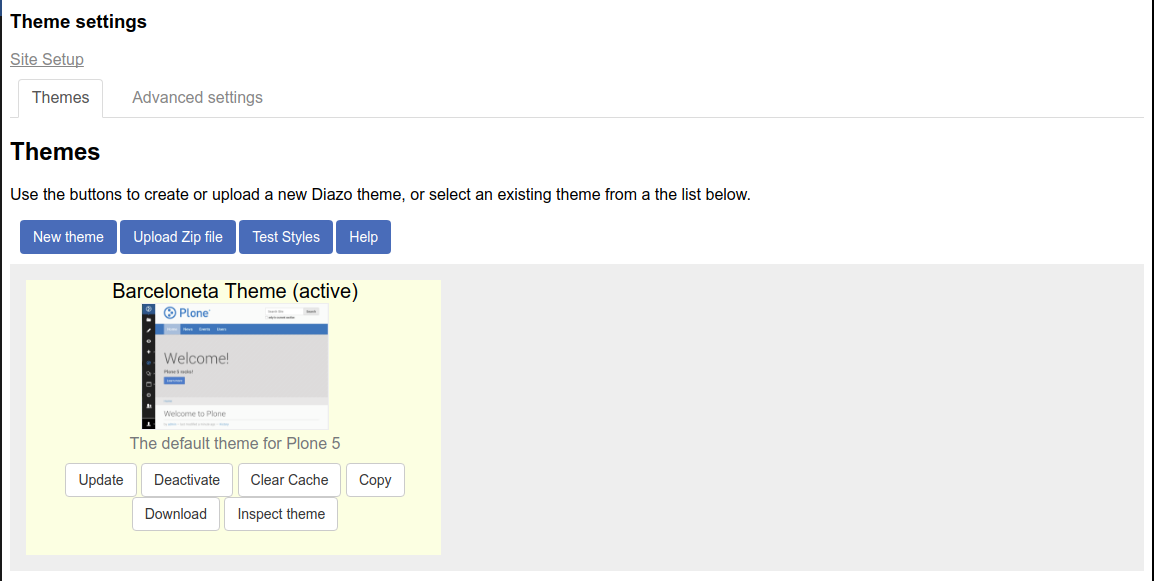 Theme settings
Site Setup
Themes Advanced settings
Themes
Use the buttons to create or upload a new Diazo theme, or select an existing theme from a the list below.
New theme Upload Zip file Test Styles Help
Barceloneta Theme (active)
Plone
Welcome!
Welcome to Plone
The default theme for Plone 5
Update Deactivate Clear Cache Copy
Download Inspect theme